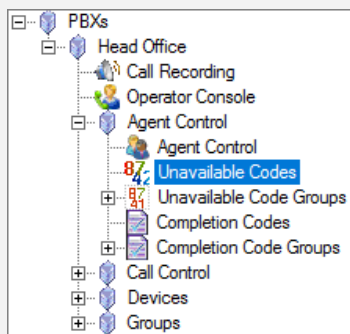 PBXs
Head Office
Call Recording
Operator Console
Agent Control
Agent Control
Unavailable Codes
Unavailable Code Groups
Completion Codes
Completion Code Groups
Call Control
Devices
Groups